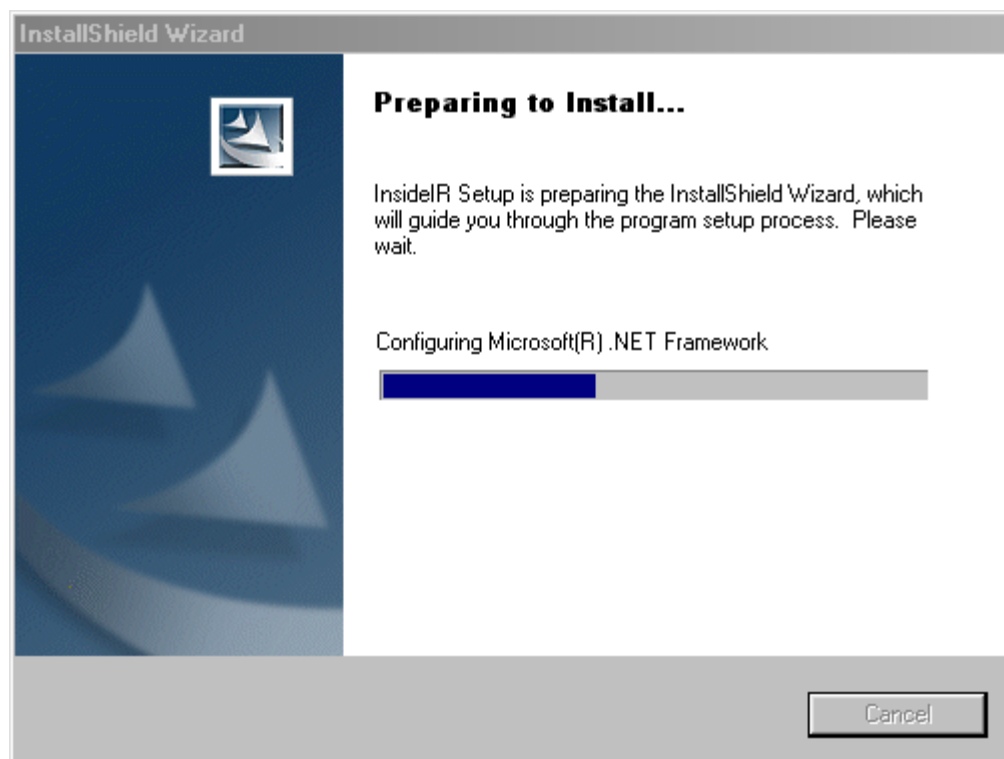 InstallShield Wizard
Preparing to Install...
InsideIR Setup is preparing the InstallShield Wizard, which
will guide you through the program setup process.  Please
wait.
Configuring Microsoft(R) .NET Framework
Cancel